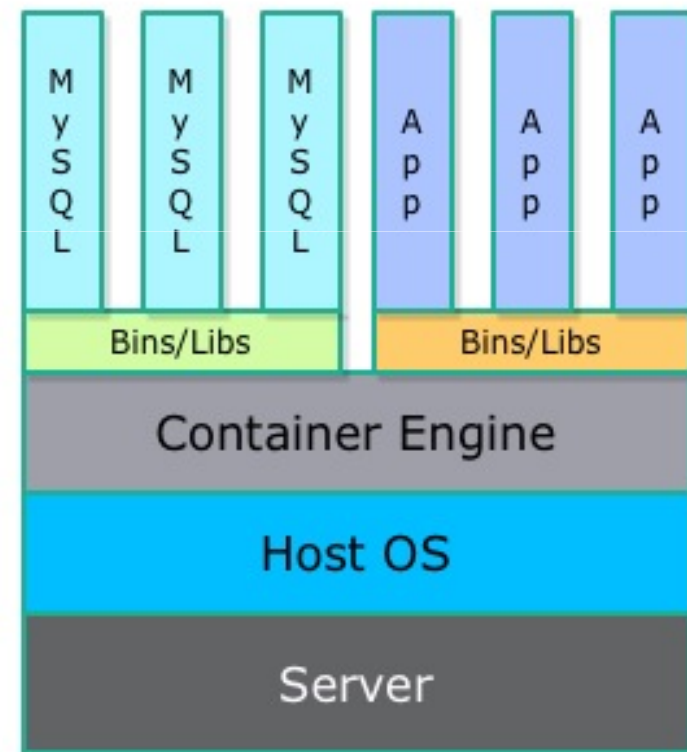 MySQL
MySQL
MySQL
App
App
App
Bins/Libs
Bins/Libs
Container Engine
Host OS
Server